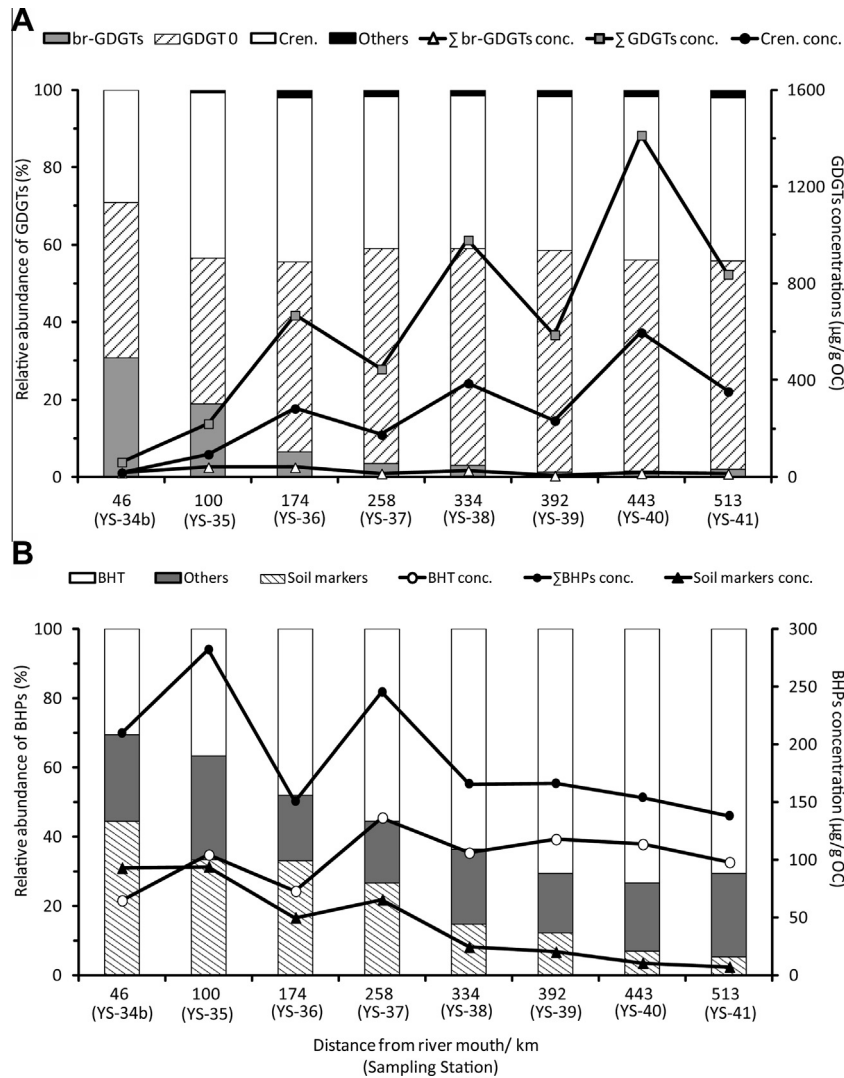 A
br-GDGTs GDGT 0 Cren. Others ∑ br-GDGTs conc. ∑ GDGTs conc. Cren. conc.
Relative abundance of GDGTs (%)
100
80
60
40
20
0
1600
1200
800
400
0
GDGTs concentrations (µg/g OC)
46 100 174 258 334 392 443 513
(YS-34b) (YS-35) (YS-36) (YS-37) (YS-38) (YS-39) (YS-40) (YS-41)
B
BHT Others Soil markers BHT conc. ∑BHPs conc. Soil markers conc.
Relative abundance of BHPs (%)
100
80
60
40
20
0
300
250
200
150
100
50
0
BHPs concentration (µg/g OC)
46 100 174 258 334 392 443 513
(YS-34b) (YS-35) (YS-36) (YS-37) (YS-38) (YS-39) (YS-40) (YS-41)
Distance from river mouth/ km
(Sampling Station)